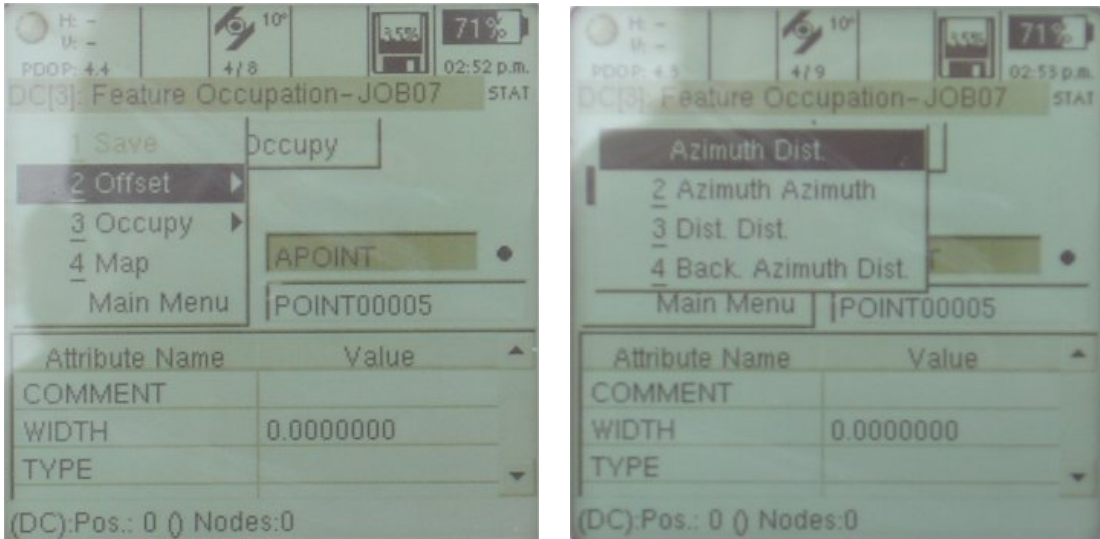 H: – 10° 35% 71%
V: –
PDOP: 4.4 4/8 02:52 p.m.
DC[3]: Feature Occupation-JOB07 STAT
1 Save Occupy
2 Offset
3 Occupy
4 Map APOINT
Main Menu POINT00005
Attribute Name Value
COMMENT
WIDTH 0.0000000
TYPE
(DC):Pos.: 0 () Nodes:0
H: – 10° 35% 71%
V: –
PDOP: 4.3 4/9 02:53 p.m.
DC[3]: Feature Occupation-JOB07 STAT
Azimuth Dist.
2 Azimuth Azimuth
3 Dist. Dist.
4 Back. Azimuth Dist.
Main Menu POINT00005
Attribute Name Value
COMMENT
WIDTH 0.0000000
TYPE
(DC):Pos.: 0 () Nodes:0